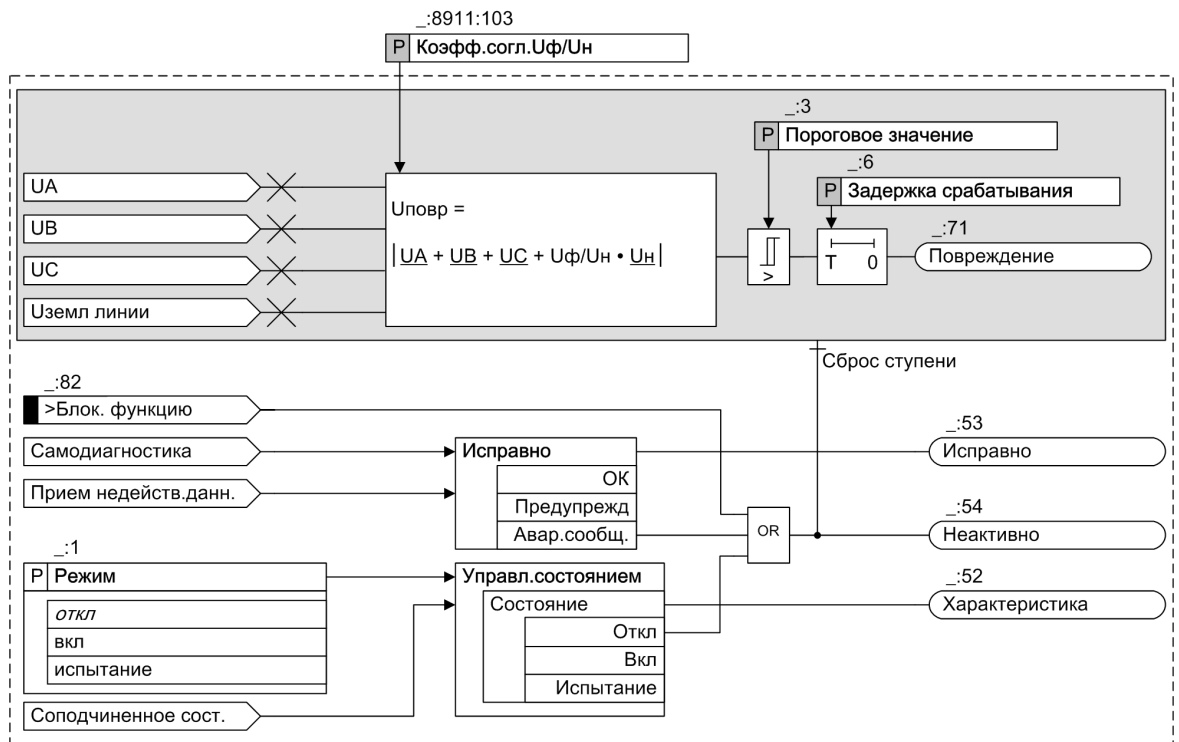 _:8911:103
P Коэфф.согл.Uф/Uн
_:3
P Пороговое значение
_:6
P Задержка срабатывания
UA
UB
UC
Uземл линии
Uповр =
|UA + UB + UC + Uф/Uн • Uн|
>
T 0
_:71
Повреждение
Сброс ступени
_:82
>Блок. функцию
Самодиагностика
Прием недейств.данн.
Исправно
ОК
Предупрежд
Авар.сообщ.
OR
_:53
Исправно
_:54
Неактивно
_:1
P Режим
откл
вкл
испытание
Соподчиненное сост.
Управл.состоянием
Состояние
Откл
Вкл
Испытание
_:52
Характеристика